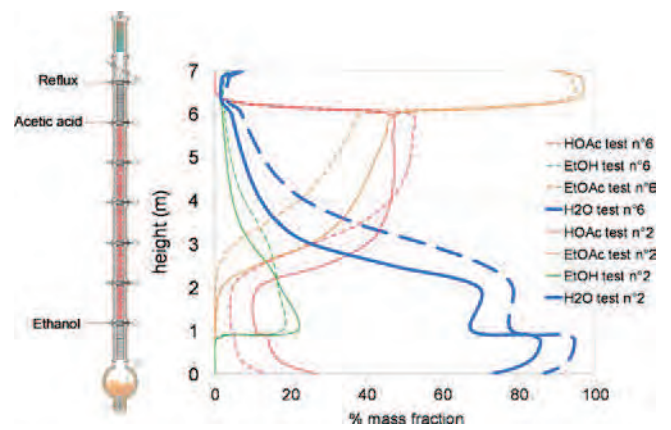 Reflux
Acetic acid
Ethanol
7
6
5
4
3
2
1
0
height (m)
0 20 40 60 80 100
% mass fraction
HOAc test n°6
EtOH test n°6
EtOAc test n°6
H2O test n°6
HOAc test n°2
EtOAc test n°2
EtOH test n°2
H2O test n°2